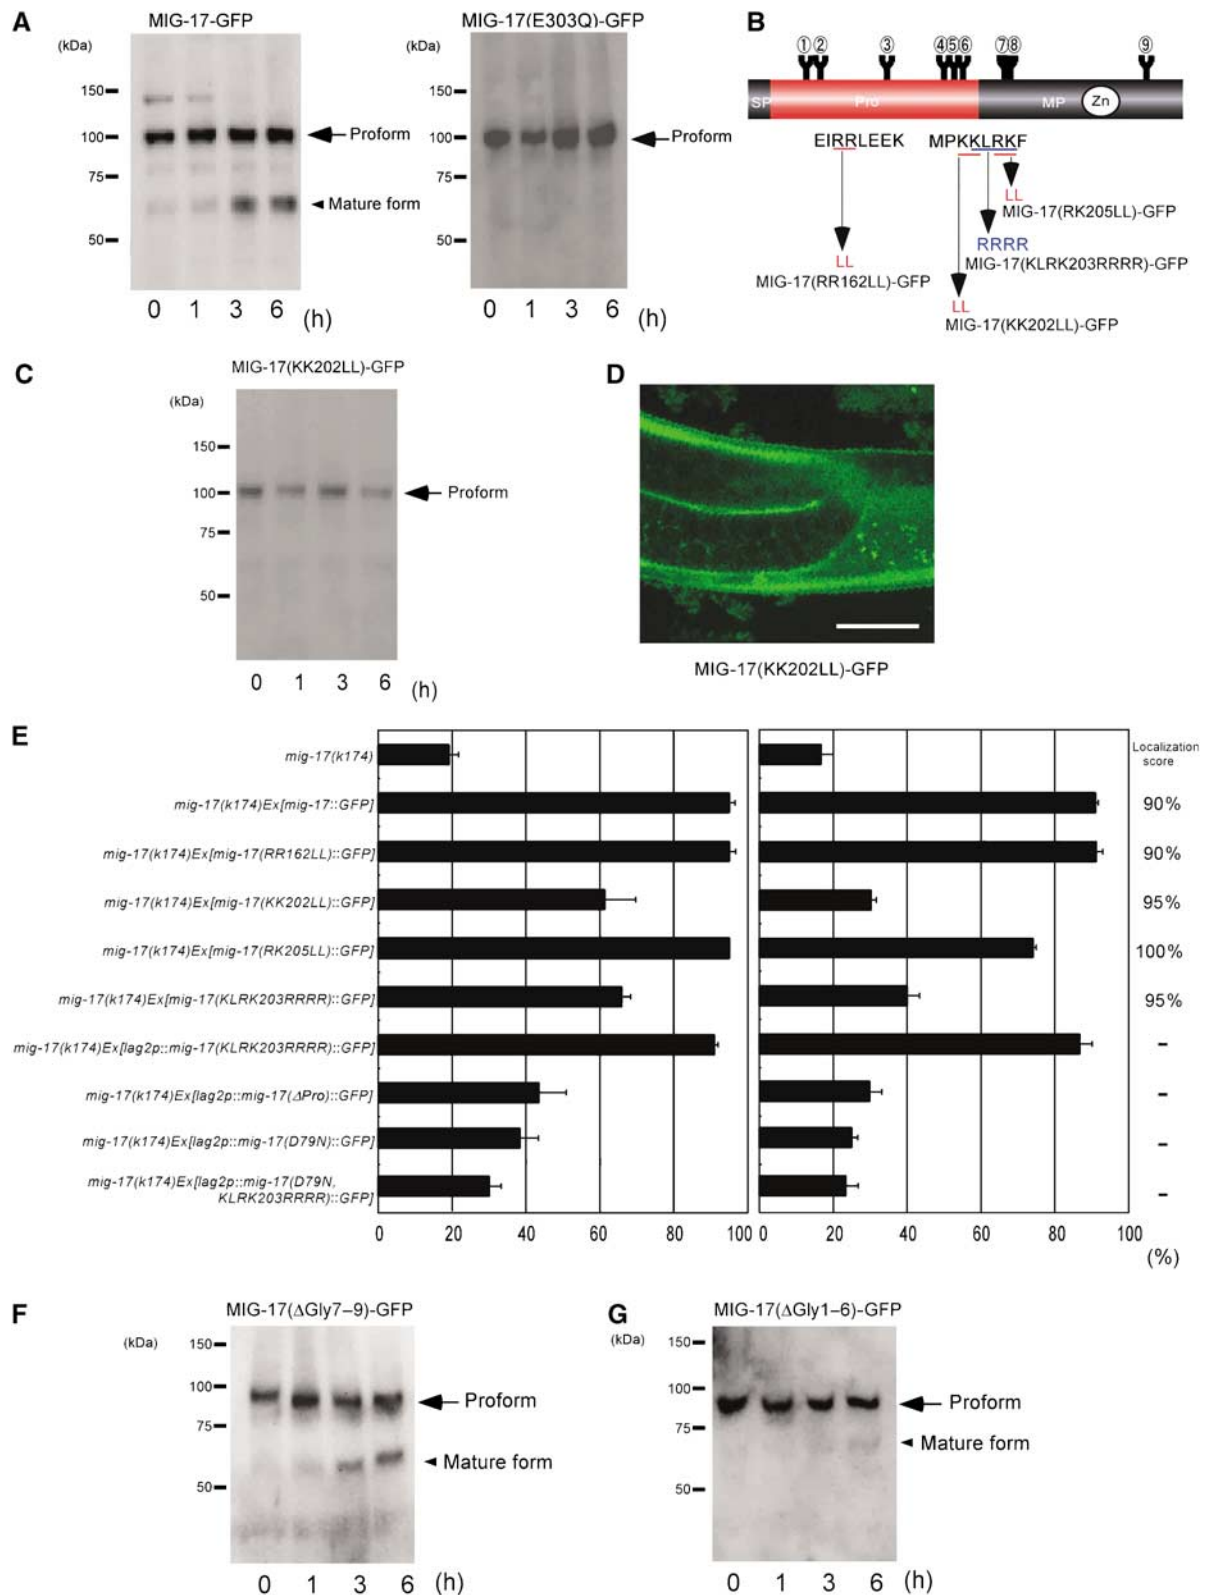 A
MIG-17-GFP
(kDa)
150
100
75
50
Proform
Mature form
0 1 3 6 (h)
MIG-17(E303Q)-GFP
(kDa)
150
100
75
50
Proform
0 1 3 6 (h)
B
① ② ③ ④ ⑤ ⑥ ⑦ ⑧ ⑨
SP Pro MP Zn
EIRRLEEK MPKKLRKF
LL
MIG-17(RK205LL)-GFP
RRRR
MIG-17(KLRK203RRRR)-GFP
LL
MIG-17(RR162LL)-GFP
LL
MIG-17(KK202LL)-GFP
C
MIG-17(KK202LL)-GFP
(kDa)
150
100
75
50
Proform
0 1 3 6 (h)
D
MIG-17(KK202LL)-GFP
E
Localization
score
mig-17(k174)
mig-17(k174)Ex[mig-17::GFP] 90%
mig-17(k174)Ex[mig-17(RR162LL)::GFP] 90%
mig-17(k174)Ex[mig-17(KK202LL)::GFP] 95%
mig-17(k174)Ex[mig-17(RK205LL)::GFP] 100%
mig-17(k174)Ex[mig-17(KLRK203RRRR)::GFP] 95%
mig-17(k174)Ex[lag2p::mig-17(KLRK203RRRR)::GFP] –
mig-17(k174)Ex[lag2p::mig-17(ΔPro)::GFP] –
mig-17(k174)Ex[lag2p::mig-17(D79N)::GFP] –
mig-17(k174)Ex[lag2p::mig-17(D79N,
KLRK203RRRR)::GFP] –
0 20 40 60 80 100 0 20 40 60 80 100
(%)
F
MIG-17(ΔGly7–9)-GFP
(kDa)
150
100
75
50
Proform
Mature form
0 1 3 6 (h)
G
MIG-17(ΔGly1–6)-GFP
(kDa)
150
100
75
50
Proform
Mature form
0 1 3 6 (h)